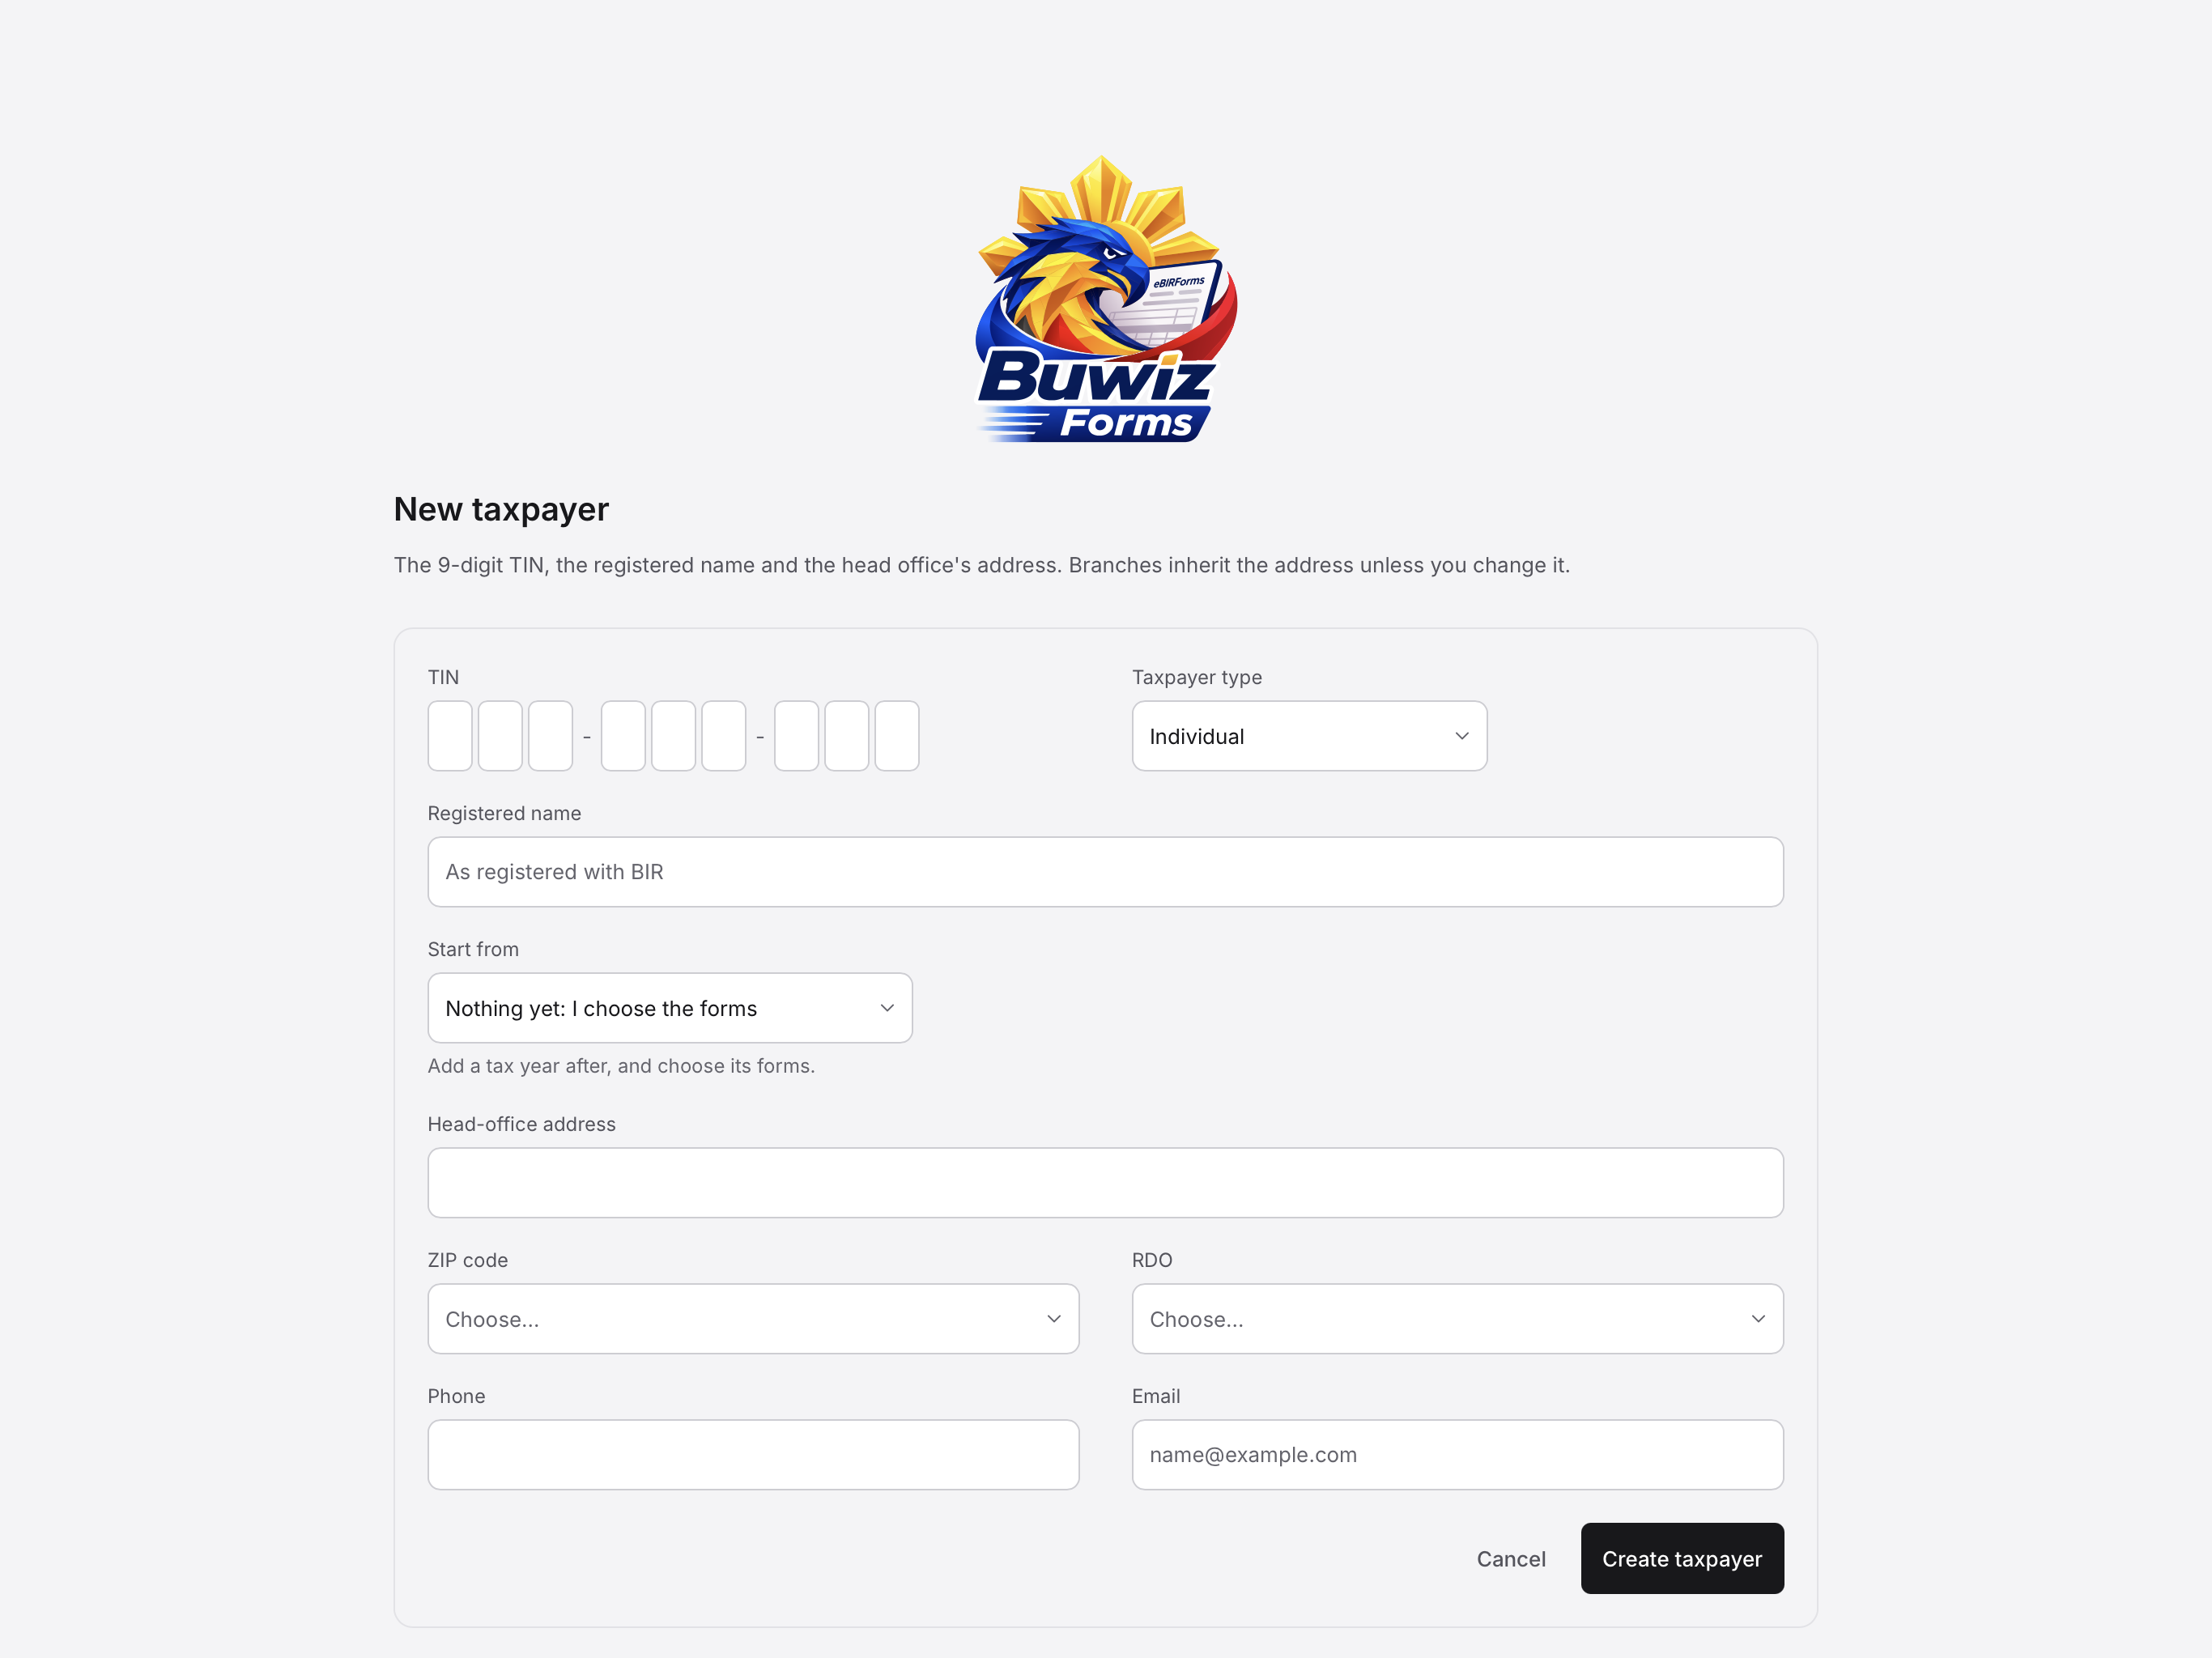 eBIRForms
Buwiz
Forms
New taxpayer
The 9-digit TIN, the registered name and the head office's address. Branches inherit the address unless you change it.
TIN
Taxpayer type
- -
Individual
Registered name
As registered with BIR
Start from
Nothing yet: I choose the forms
Add a tax year after, and choose its forms.
Head-office address
ZIP code
RDO
Choose...
Choose...
Phone
Email
name@example.com
Cancel
Create taxpayer